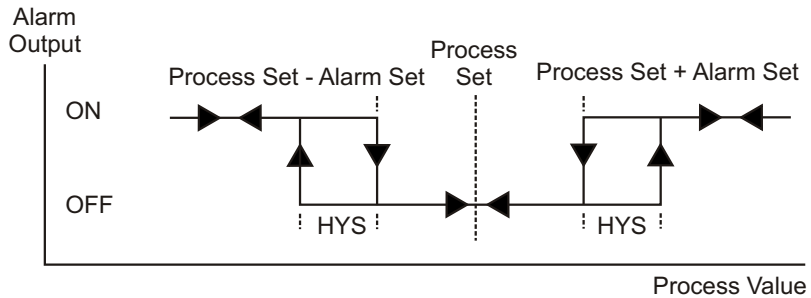 Alarm
Output
Process
Set
Process Set - Alarm Set
Process Set + Alarm Set
ON
OFF
HYS
HYS
Process Value